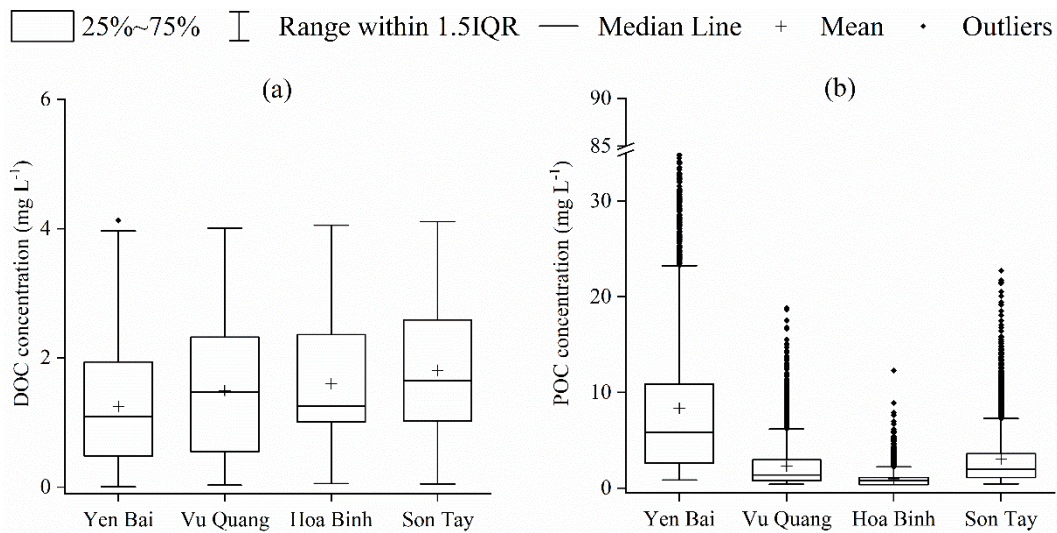 25%~75% Range within 1.5IQR Median Line Mean Outliers
(a) (b)
DOC concentration (mg L⁻¹)
6
4
2
0
Yen Bai Vu Quang Hoa Binh Son Tay
POC concentration (mg L⁻¹)
90
85
30
20
10
0
Yen Bai Vu Quang Hoa Binh Son Tay